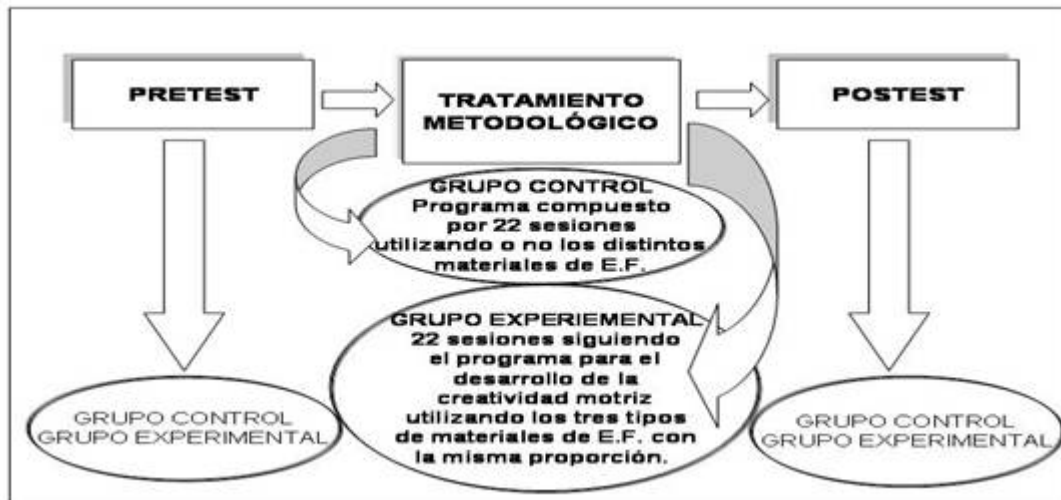 PRETEST
TRATAMIENTO
METODOLÓGICO
POSTEST
GRUPO CONTROL
Programa compuesto
por 22 sesiones
utilizando o no los distintos
materiales de E.F.
GRUPO EXPERIEMENTAL
22 sesiones siguiendo
el programa para el
desarrollo de la
creatividad motriz
utilizando los tres tipos
de materiales de E.F. con
la misma proporción.
GRUPO CONTROL
GRUPO EXPERIMENTAL
GRUPO CONTROL
GRUPO EXPERIMENTAL